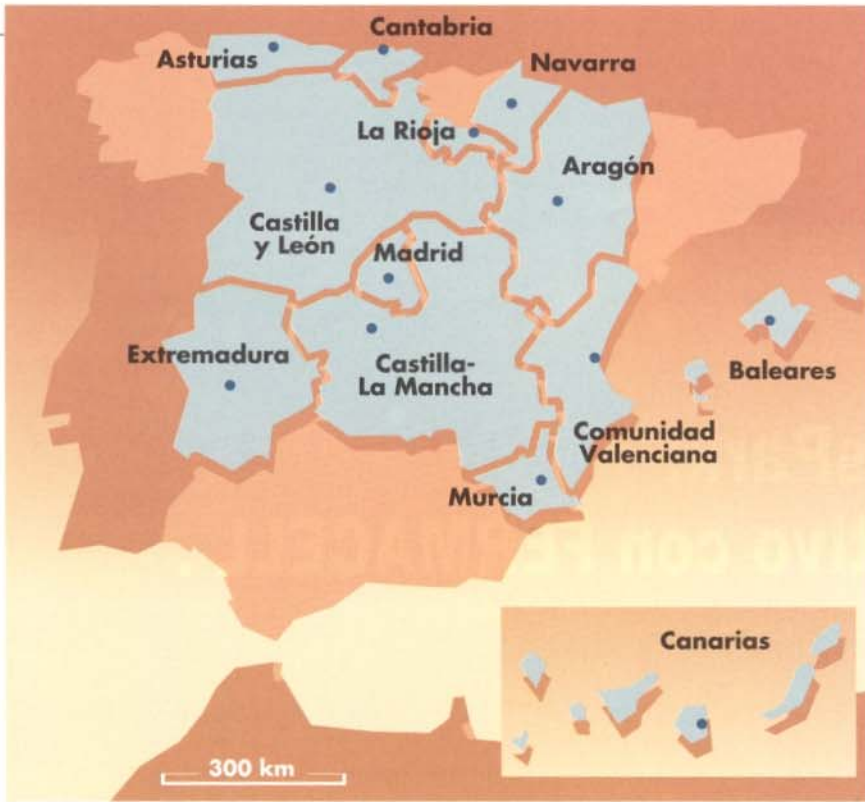 Cantabria
Asturias
Navarra
La Rioja
Aragón
Castilla
y León
Madrid
Extremadura
Castilla-
La Mancha
Baleares
Comunidad
Valenciana
Murcia
Canarias
300 km